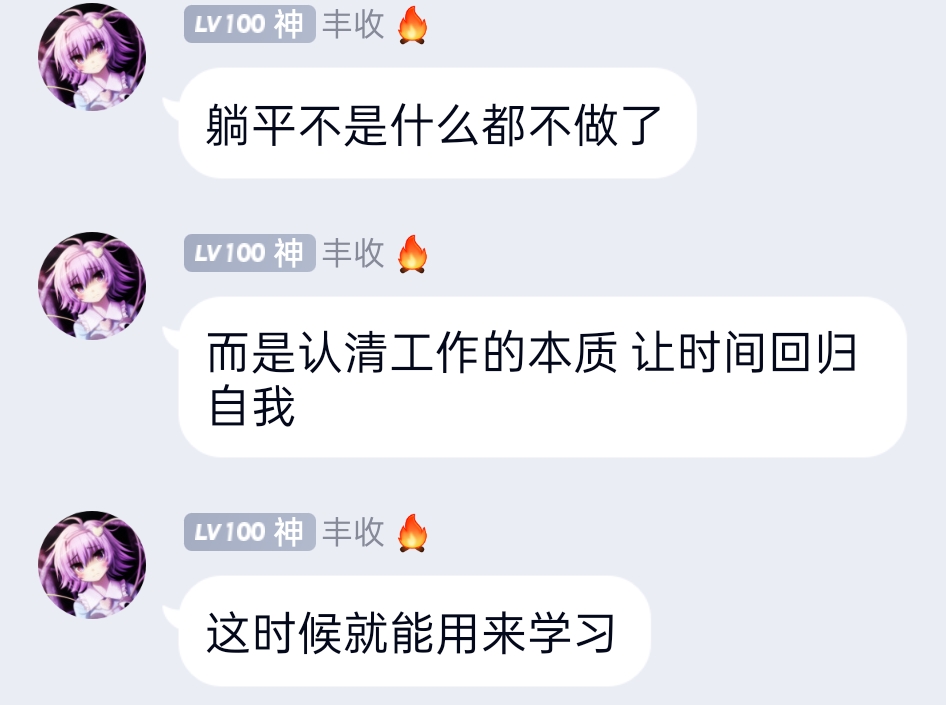 LV100 神 丰收🔥
躺平不是什么都不做了
LV100 神 丰收🔥
而是认清工作的本质 让时间回归
自我
LV100 神 丰收🔥
这时候就能用来学习